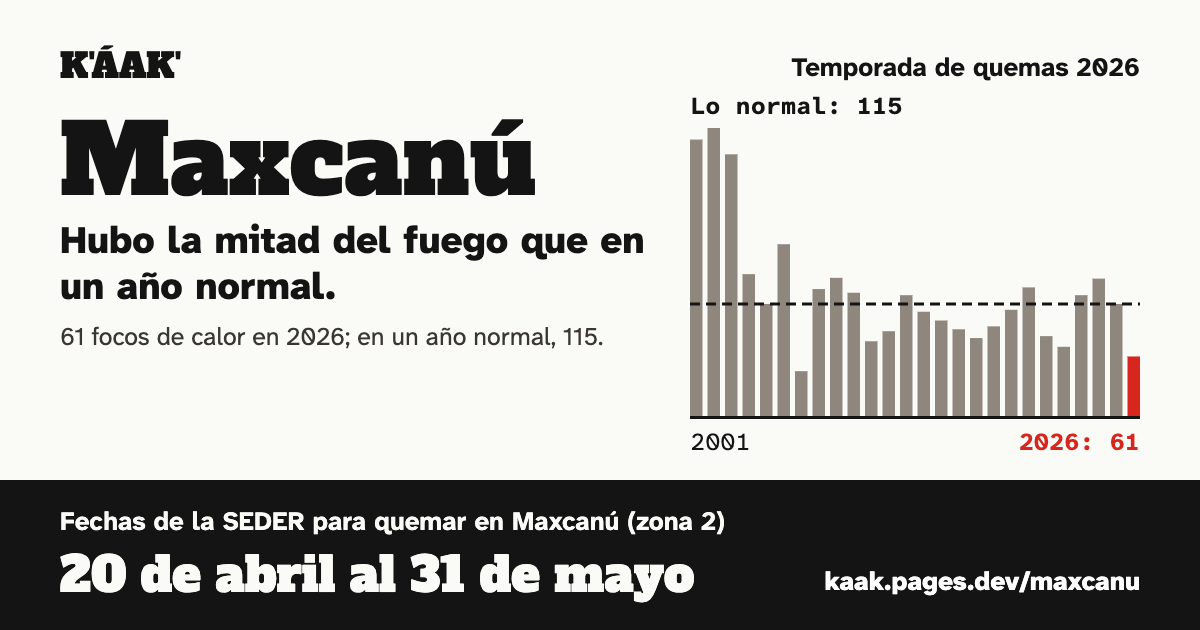 K'ÁAK'
Maxcanú
Hubo la mitad del fuego que en
un año normal.
61 focos de calor en 2026; en un año normal, 115.
Temporada de quemas 2026
Lo normal: 115
2001
2026: 61
Fechas de la SEDER para quemar en Maxcanú (zona 2)
20 de abril al 31 de mayo
kaak.pages.dev/maxcanu